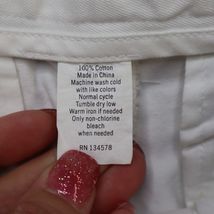 100% Cotton
Made in China
Machine wash cold
with like colors
Normal cycle
Tumble dry low
Warm iron if needed
Only non-chlorine
bleach
when needed
RN 134578